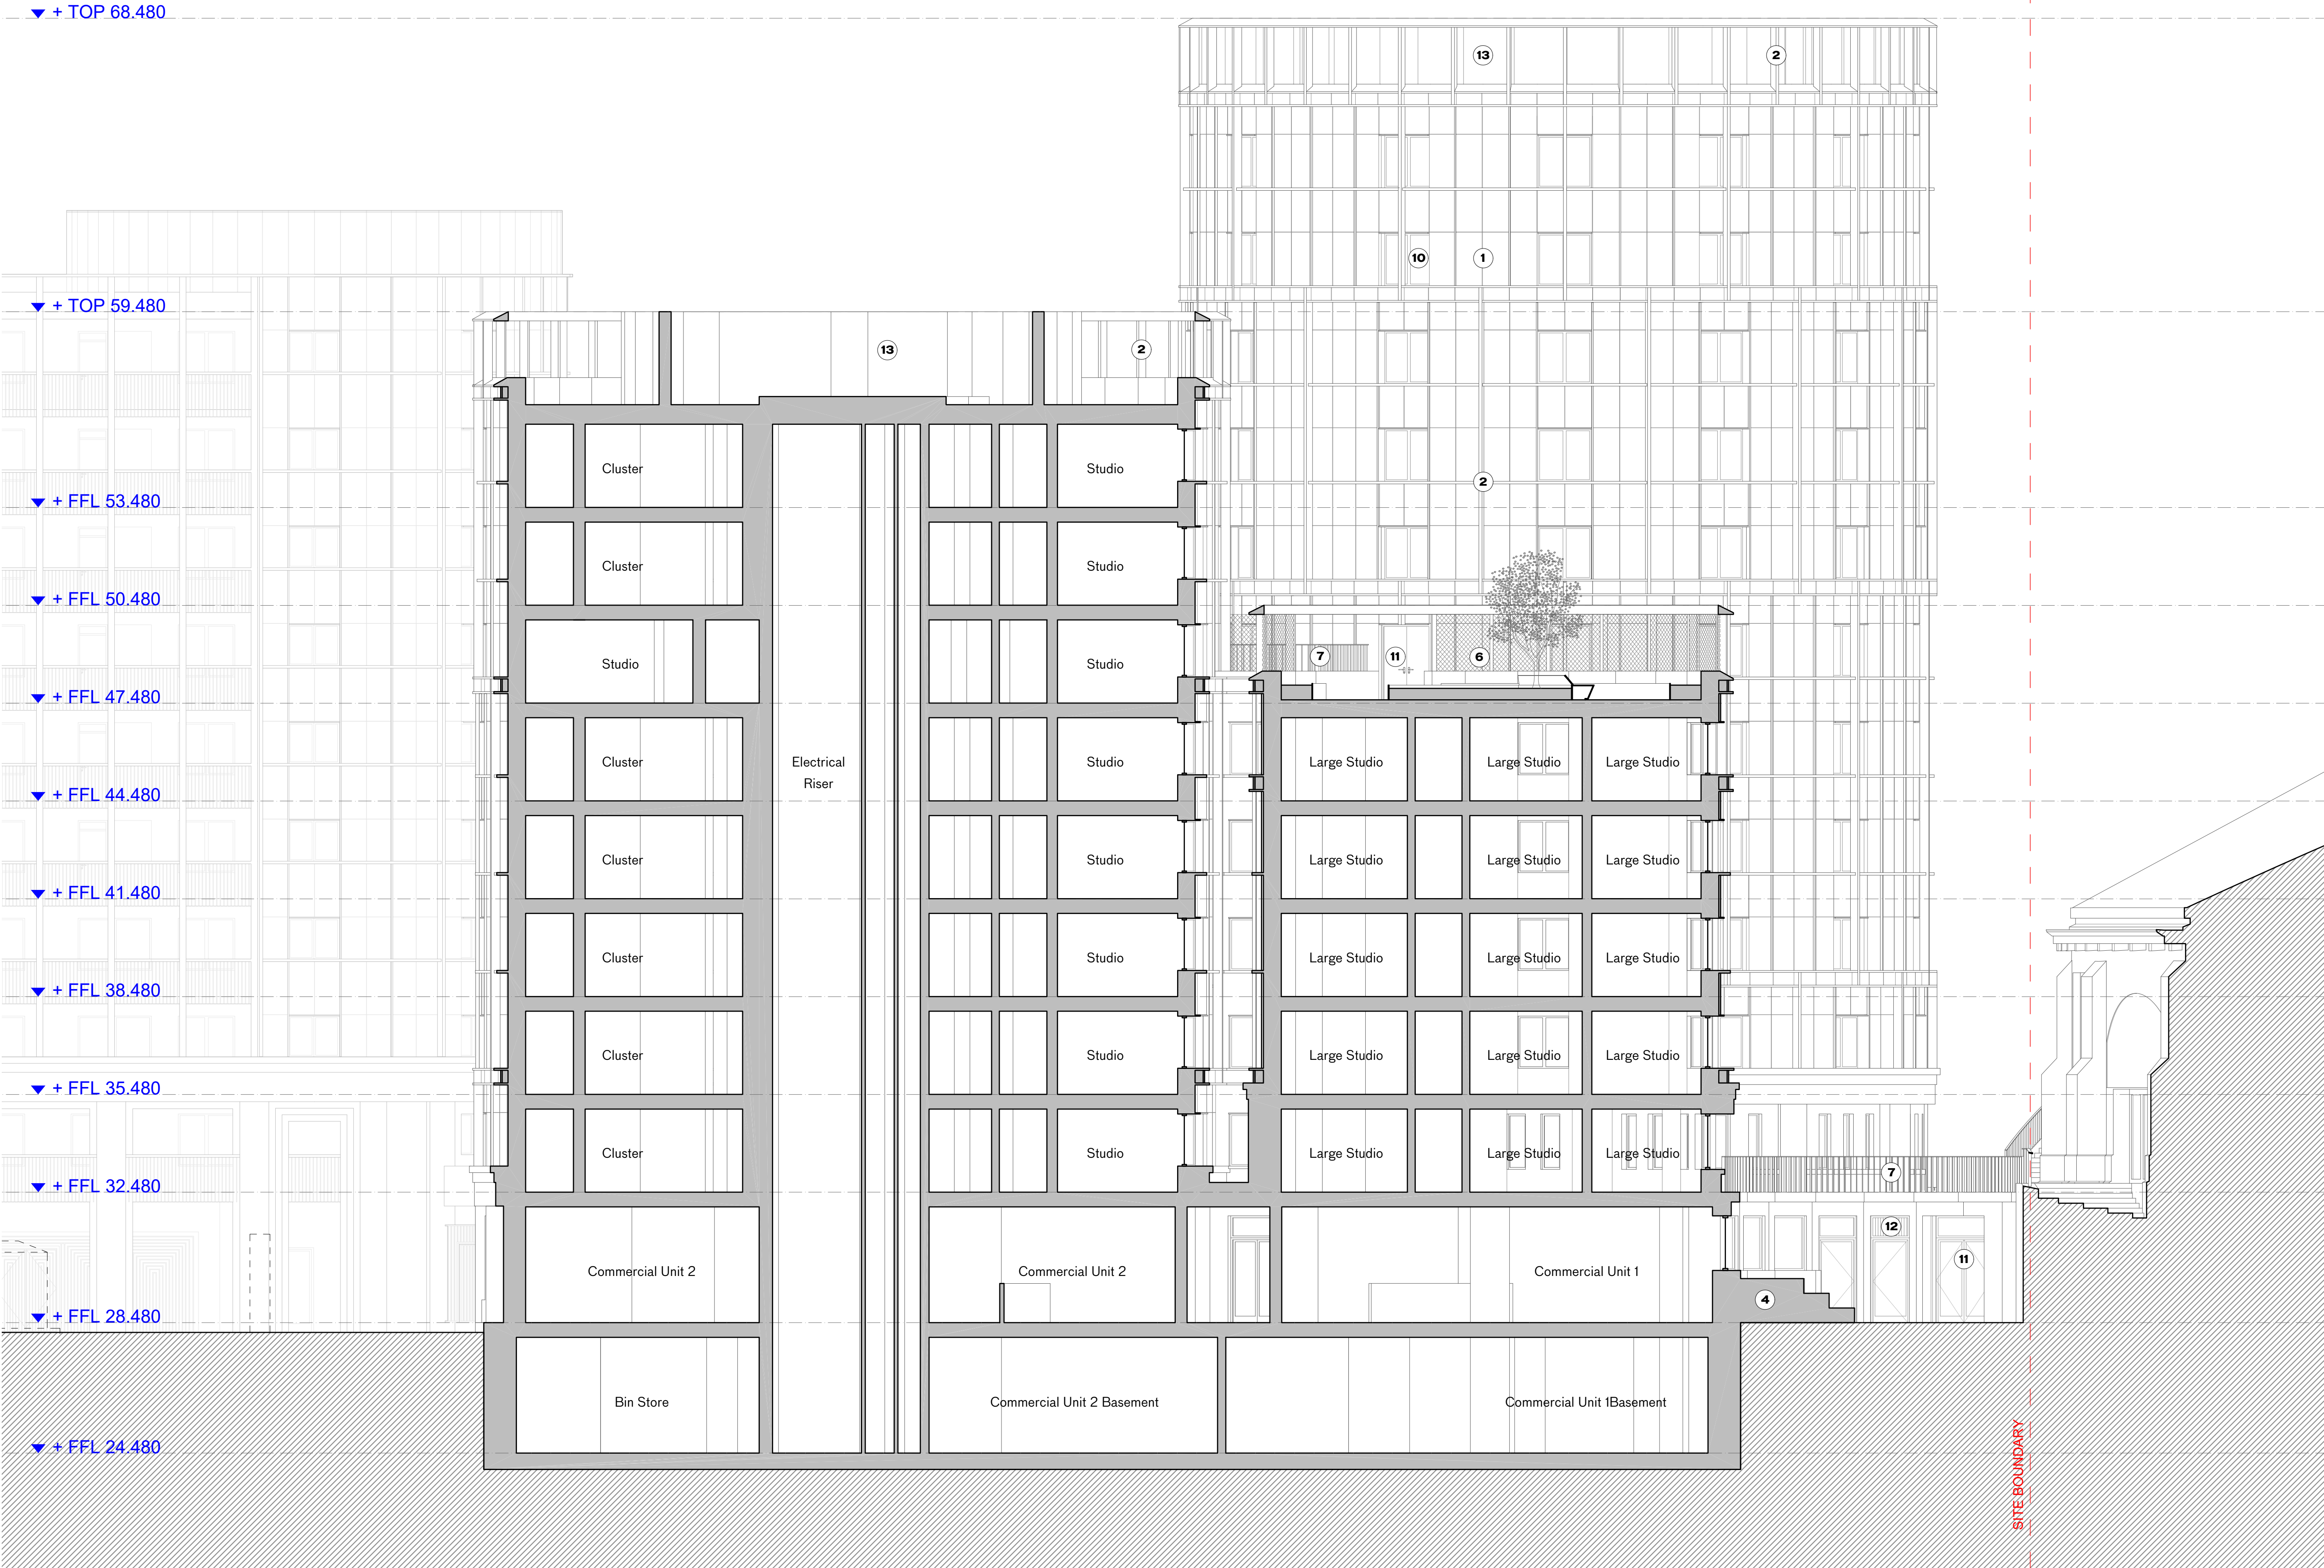 + TOP 68.480
13
2
10
1
+ TOP 59.480
13
2
Cluster
Studio
2
+ FFL 53.480
Cluster
Studio
+ FFL 50.480
Studio
Studio
7
11
6
+ FFL 47.480
Cluster
Electrical
Riser
Studio
Large Studio
Large Studio
Large Studio
+ FFL 44.480
Cluster
Studio
Large Studio
Large Studio
Large Studio
+ FFL 41.480
Cluster
Studio
Large Studio
Large Studio
Large Studio
+ FFL 38.480
Cluster
Studio
Large Studio
Large Studio
Large Studio
+ FFL 35.480
Cluster
Studio
Large Studio
Large Studio
Large Studio
7
+ FFL 32.480
12
11
Commercial Unit 2
Commercial Unit 2
Commercial Unit 1
4
+ FFL 28.480
Bin Store
Commercial Unit 2 Basement
Commercial Unit 1Basement
+ FFL 24.480
SITE BOUNDARY